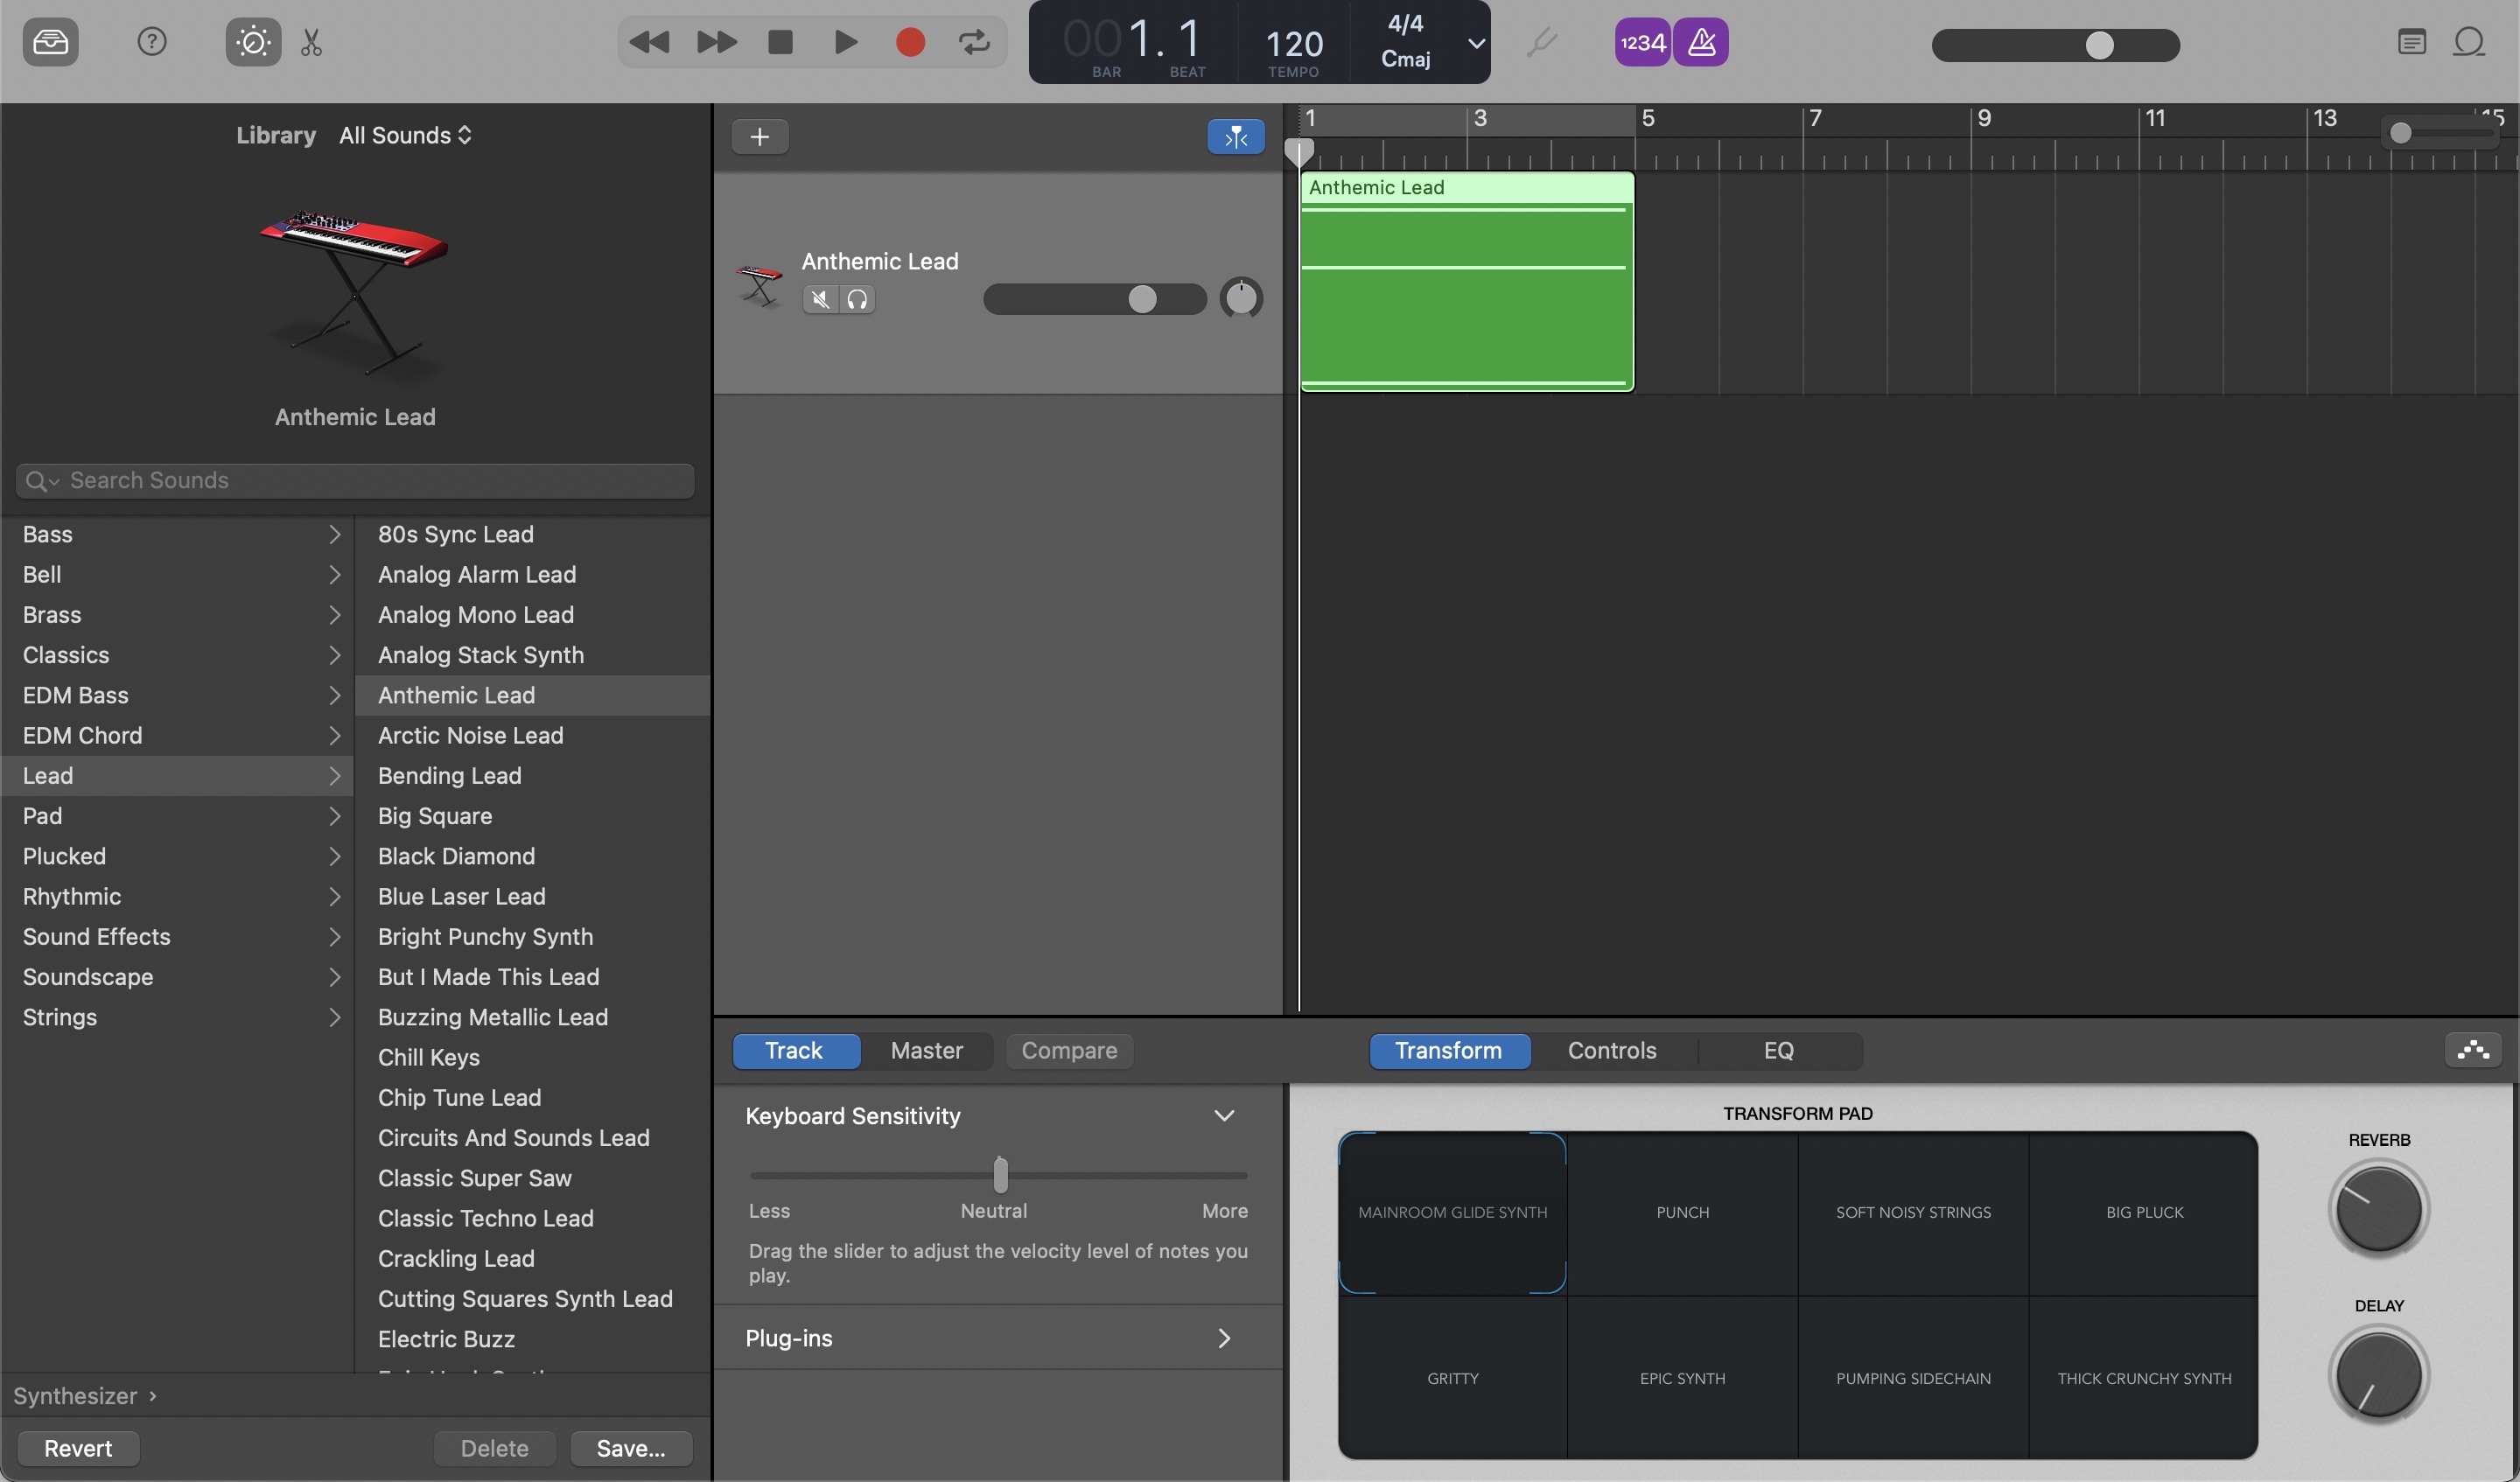 001. 1
BAR
BEAT
120
TEMPO
4/4
Cmaj
1234
Library
All Sounds
Anthemic Lead
Search Sounds
Bass
Bell
Brass
Classics
EDM Bass
EDM Chord
Lead
Pad
Plucked
Rhythmic
Sound Effects
Soundscape
Strings
80s Sync Lead
Analog Alarm Lead
Analog Mono Lead
Analog Stack Synth
Anthemic Lead
Arctic Noise Lead
Bending Lead
Big Square
Black Diamond
Blue Laser Lead
Bright Punchy Synth
But I Made This Lead
Buzzing Metallic Lead
Chill Keys
Chip Tune Lead
Circuits And Sounds Lead
Classic Super Saw
Classic Techno Lead
Crackling Lead
Cutting Squares Synth Lead
Electric Buzz
Synthesizer ›
Revert
Delete
Save...
Anthemic Lead
1
3
5
7
9
11
13
15
Anthemic Lead
Track
Master
Compare
Transform
Controls
EQ
Keyboard Sensitivity
Less
Neutral
More
Drag the slider to adjust the velocity level of notes you
play.
Plug-ins
TRANSFORM PAD
MAINROOM GLIDE SYNTH
PUNCH
SOFT NOISY STRINGS
BIG PLUCK
GRITTY
EPIC SYNTH
PUMPING SIDECHAIN
THICK CRUNCHY SYNTH
REVERB
DELAY